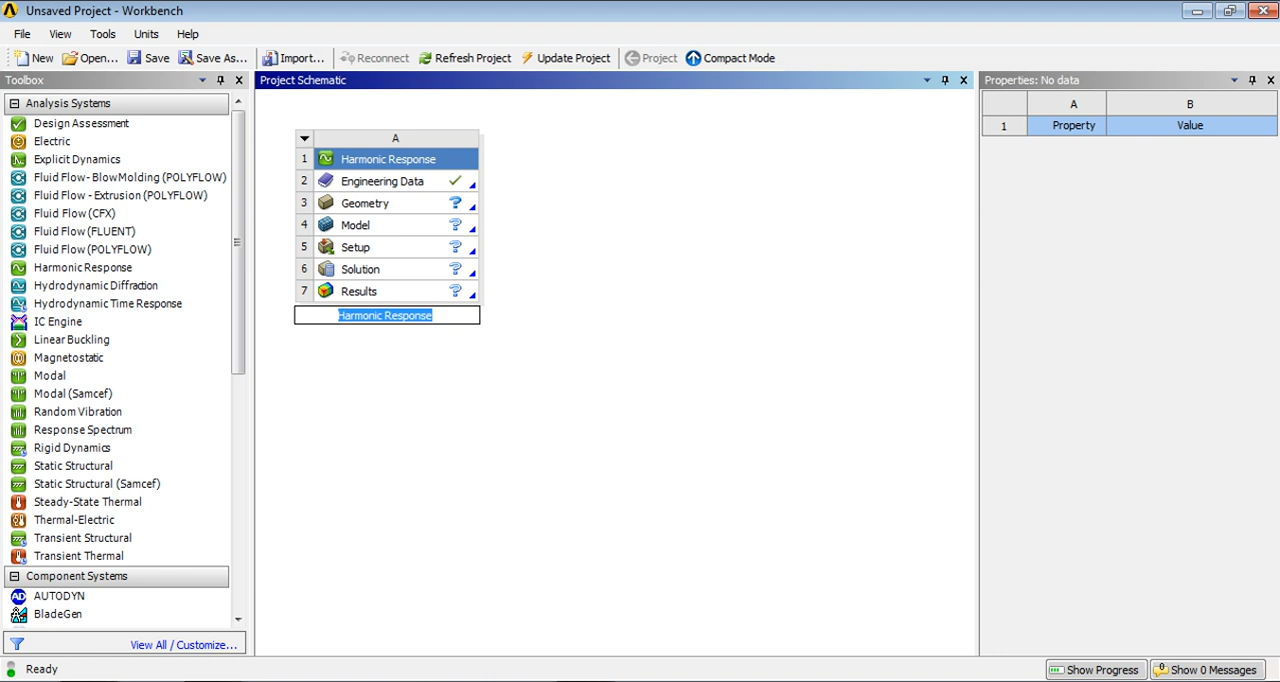 Unsaved Project - Workbench
File View Tools Units Help
New Open... Save Save As... Import... Reconnect Refresh Project Update Project Project Compact Mode
Toolbox
Analysis Systems
Design Assessment
Electric
Explicit Dynamics
Fluid Flow- BlowMolding (POLYFLOW)
Fluid Flow - Extrusion (POLYFLOW)
Fluid Flow (CFX)
Fluid Flow (FLUENT)
Fluid Flow (POLYFLOW)
Harmonic Response
Hydrodynamic Diffraction
Hydrodynamic Time Response
IC Engine
Linear Buckling
Magnetostatic
Modal
Modal (Samcef)
Random Vibration
Response Spectrum
Rigid Dynamics
Static Structural
Static Structural (Samcef)
Steady-State Thermal
Thermal-Electric
Transient Structural
Transient Thermal
Component Systems
AD AUTODYN
BladeGen
View All / Customize...
Project Schematic
A
1 Harmonic Response
2 Engineering Data
3 Geometry ?
4 Model ?
5 Setup ?
6 Solution ?
7 Results ?
Harmonic Response
Properties: No data
A B
1 Property Value
Ready
Show Progress 0 Show 0 Messages